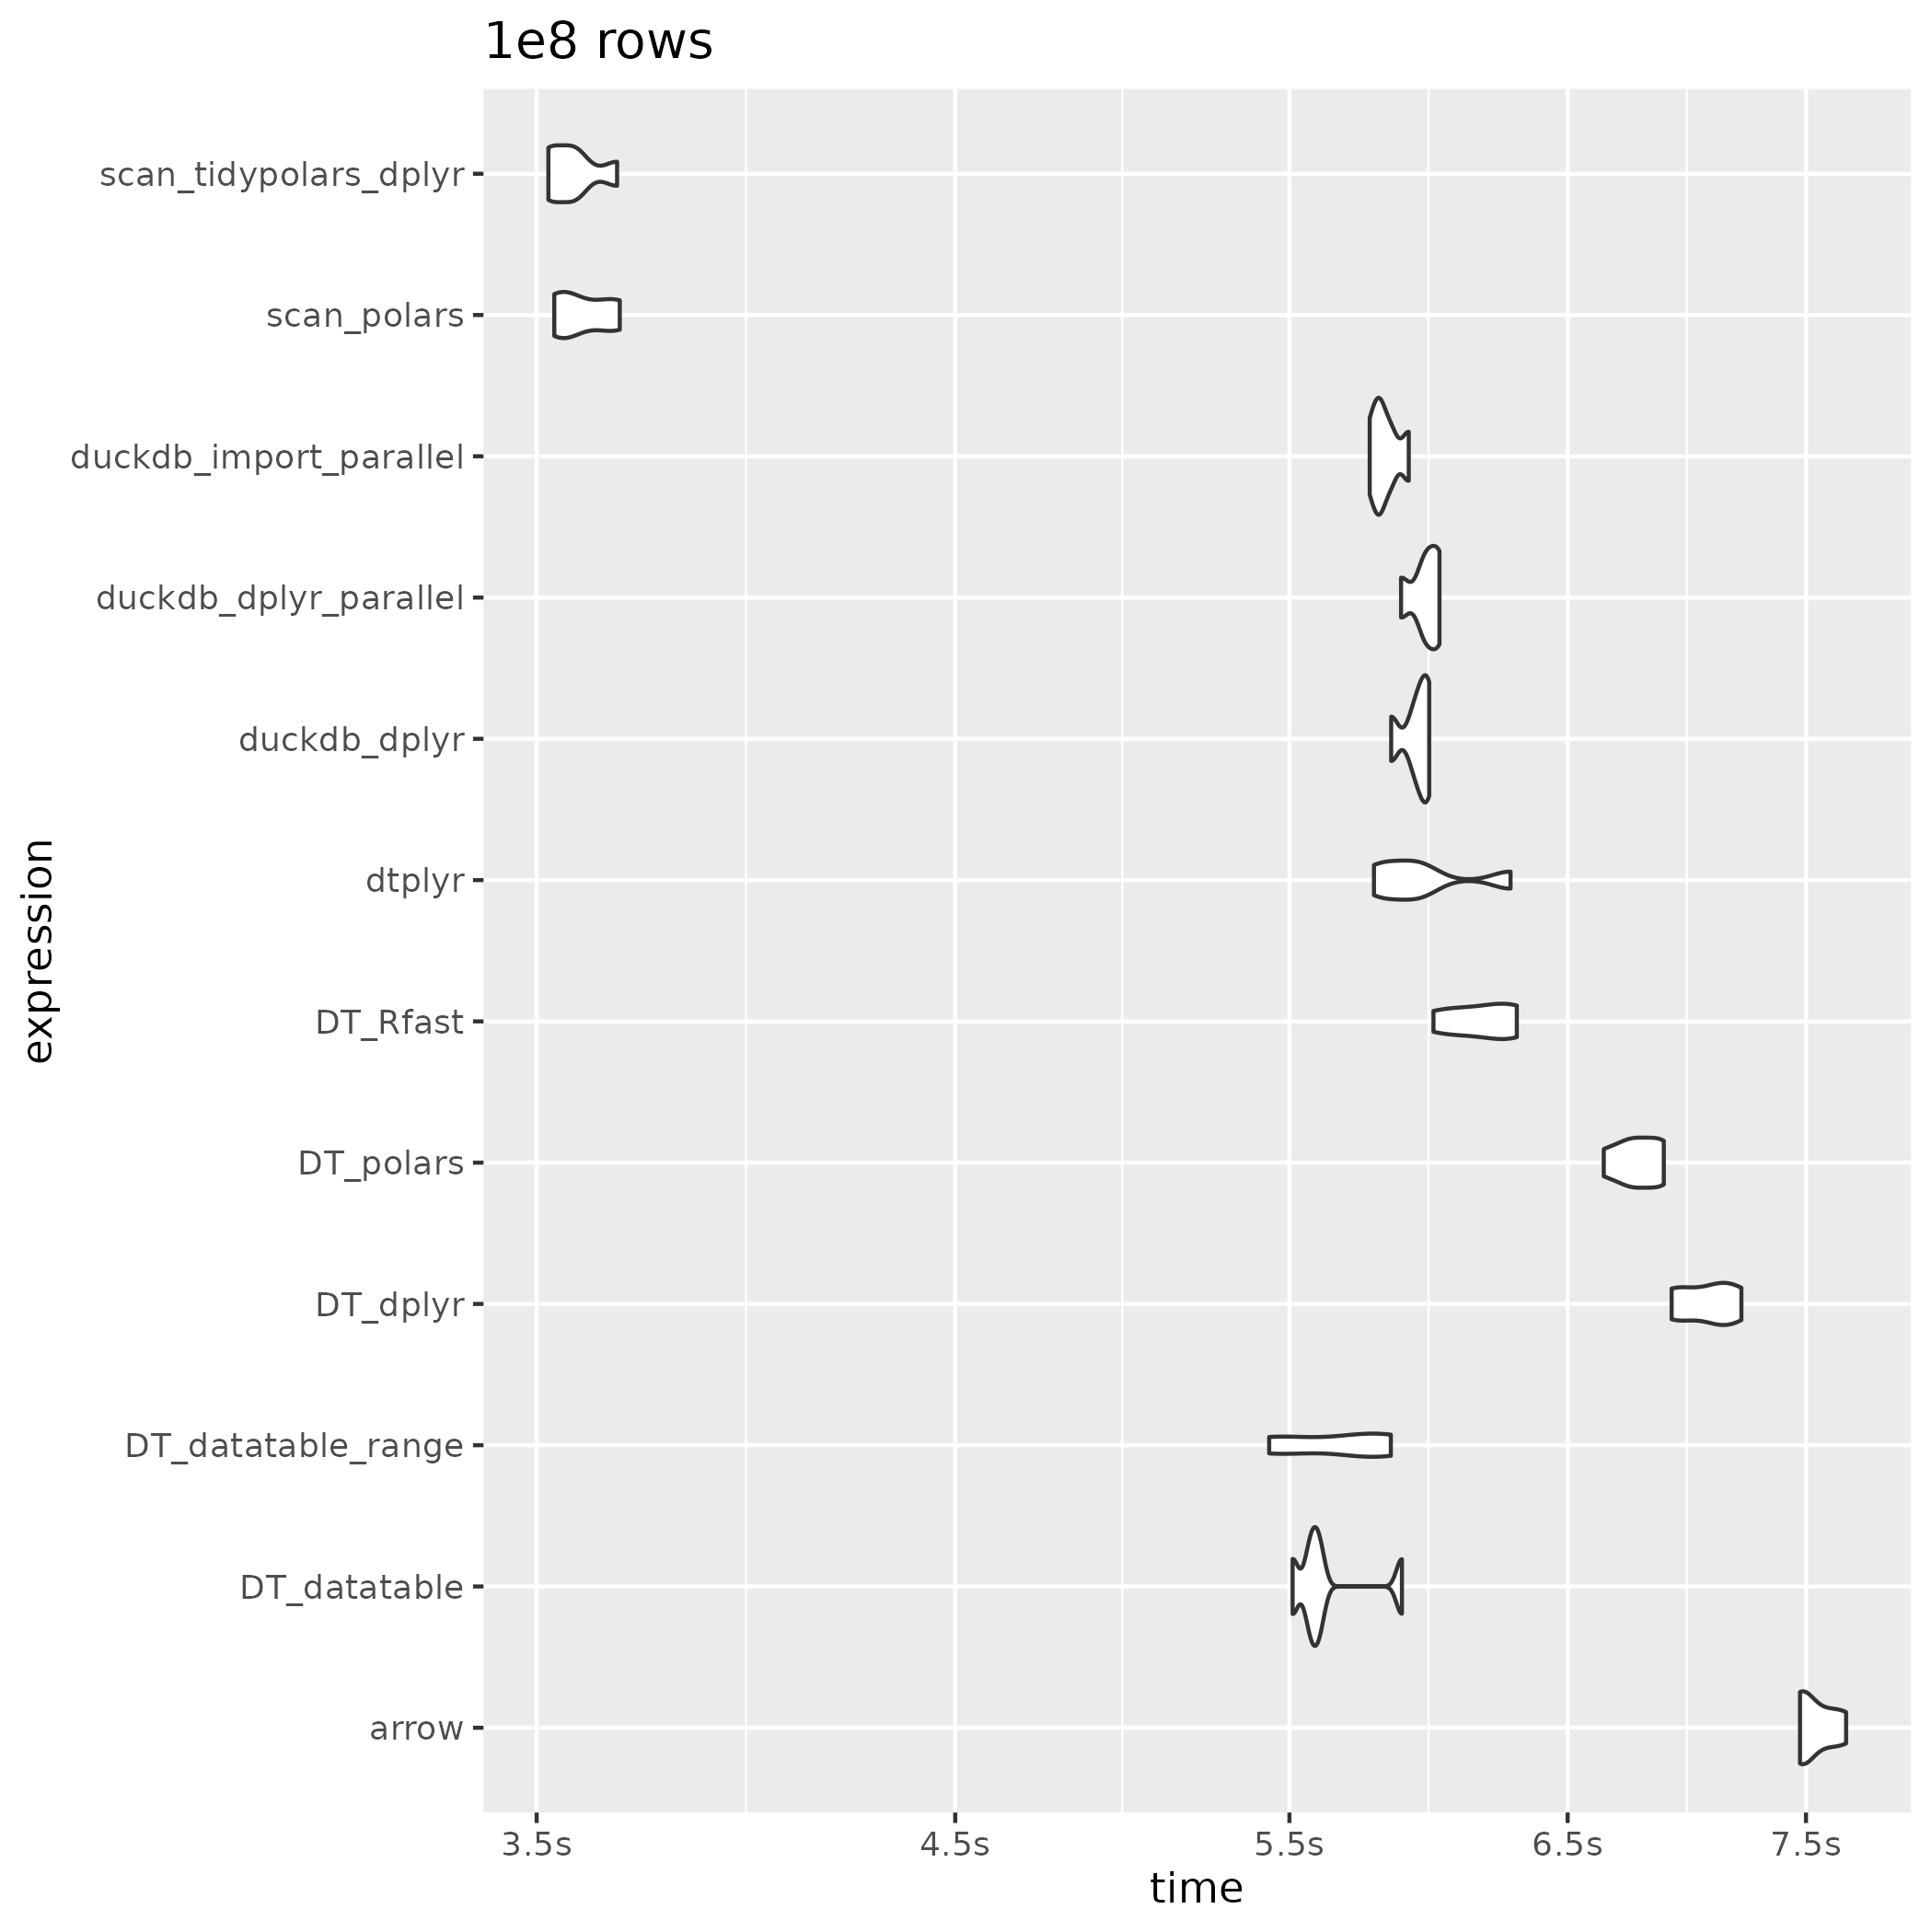 1e8 rows
scan_tidypolars_dplyr
scan_polars
duckdb_import_parallel
duckdb_dplyr_parallel
duckdb_dplyr
dtplyr
DT_Rfast
DT_polars
DT_dplyr
DT_datatable_range
DT_datatable
arrow
expression
3.5s 4.5s 5.5s 6.5s 7.5s
time